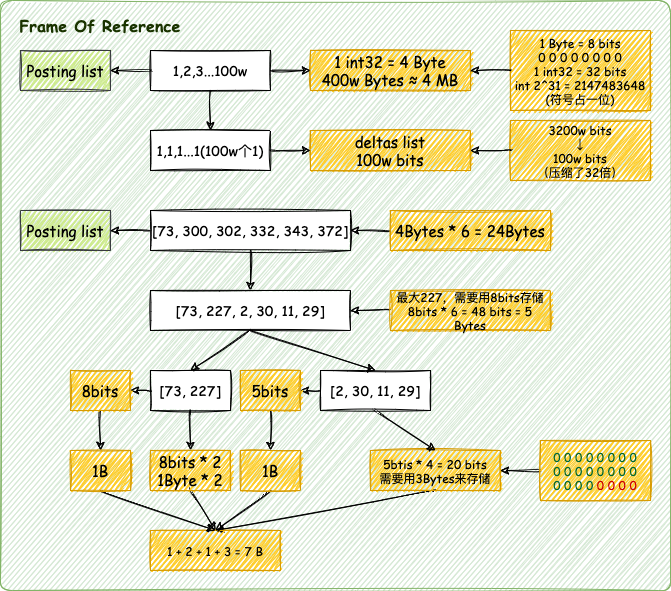 Frame Of Reference
Posting list
1,2,3...100w
1 int32 = 4 Byte
400w Bytes ≈ 4 MB
1 Byte = 8 bits
0 0 0 0 0 0 0 0
1 int32 = 32 bits
int 2^31 = 2147483648
(符号占一位)
1,1,1...1(100w个1)
deltas list
100w bits
3200w bits
↓
100w bits
(压缩了32倍)
Posting list
[73, 300, 302, 332, 343, 372]
4Bytes * 6 = 24Bytes
[73, 227, 2, 30, 11, 29]
最大227，需要用8bits存储
8bits * 6 = 48 bits = 5
Bytes
8bits
[73, 227]
5bits
[2, 30, 11, 29]
1B
8bits * 2
1Byte * 2
1B
5btis * 4 = 20 bits
需要用3Bytes来存储
0 0 0 0 0 0 0 0
0 0 0 0 0 0 0 0
0 0 0 0 0 0 0 0
1 + 2 + 1 + 3 = 7 B